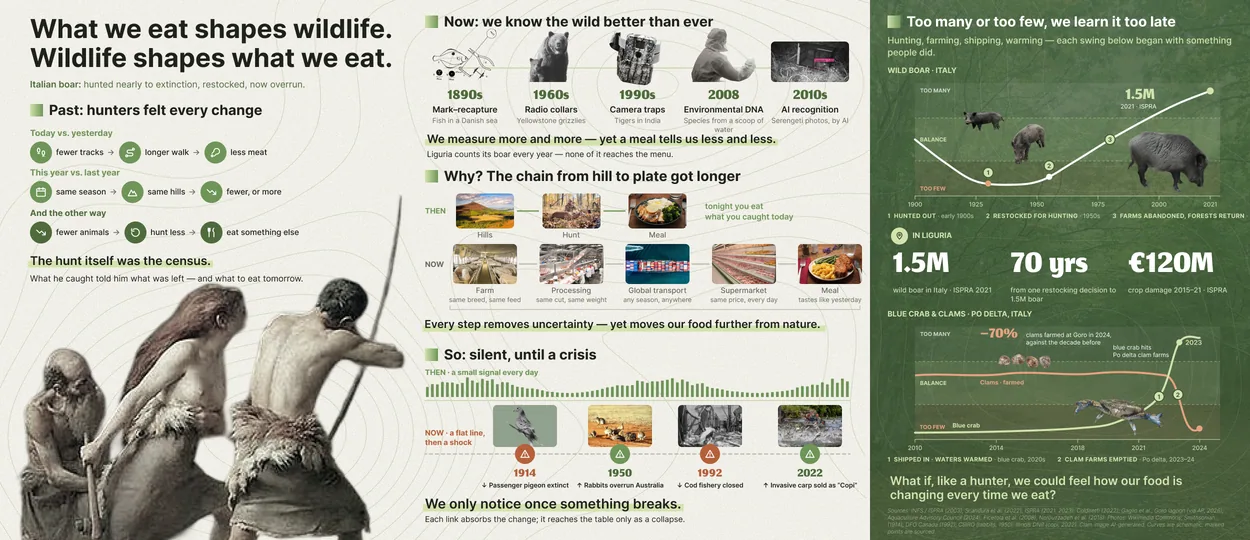 What we eat shapes wildlife.
Wildlife shapes what we eat.
Italian boar: hunted nearly to extinction, restocked, now overrun.
Past: hunters felt every change
Today vs. yesterday
fewer tracks → longer walk → less meat
This year vs. last year
same season → same hills → fewer, or more
And the other way
fewer animals → hunt less → eat something else
The hunt itself was the census.
What he caught told him what was left — and what to eat tomorrow.
Now: we know the wild better than ever
1890s
Mark–recapture
Fish in a Danish sea
1960s
Radio collars
Yellowstone grizzlies
1990s
Camera traps
Tigers in India
2008
Environmental DNA
Species from a scoop of
water
2010s
AI recognition
Serengeti photos, by AI
We measure more and more — yet a meal tells us less and less.
Liguria counts its boar every year — none of it reaches the menu.
Why? The chain from hill to plate got longer
THEN
Hills
Hunt
Meal
tonight you eat
what you caught today
NOW
Farm
same breed, same feed
Processing
same cut, same weight
Global transport
any season, anywhere
Supermarket
same price, every day
Meal
tastes like yesterday
Every step removes uncertainty — yet moves our food further from nature.
So: silent, until a crisis
THEN · a small signal every day
NOW · a flat line,
then a shock
1914
↓ Passenger pigeon extinct
1950
↑ Rabbits overrun Australia
1992
↓ Cod fishery closed
2022
↑ Invasive carp sold as "Copi"
We only notice once something breaks.
Each link absorbs the change; it reaches the table only as a collapse.
Too many or too few, we learn it too late
Hunting, farming, shipping, warming — each swing below began with something
people did.
WILD BOAR · ITALY
TOO MANY
BALANCE
TOO FEW
1.5M
2021 · ISPRA
1
2
3
1900 1925 1950 1975 2000 2021
1 HUNTED OUT · early 1900s 2 RESTOCKED FOR HUNTING · 1950s 3 FARMS ABANDONED, FORESTS RETURN
IN LIGURIA
1.5M
wild boar in Italy · ISPRA 2021
70 yrs
from one restocking decision to
1.5M boar
€120M
crop damage 2015–21 · ISPRA
BLUE CRAB & CLAMS · PO DELTA, ITALY
TOO MANY
BALANCE
TOO FEW
−70%
clams farmed at Goro in 2024,
against the decade before
blue crab hits
Po delta clam farms
2023
Clams · farmed
Blue crab
1
2
2010 2014 2018 2021 2024
1 SHIPPED IN · WATERS WARMED · blue crab, 2020s 2 CLAM FARMS EMPTIED · Po delta, 2023–24
What if, like a hunter, we could feel how our food is
changing every time we eat?